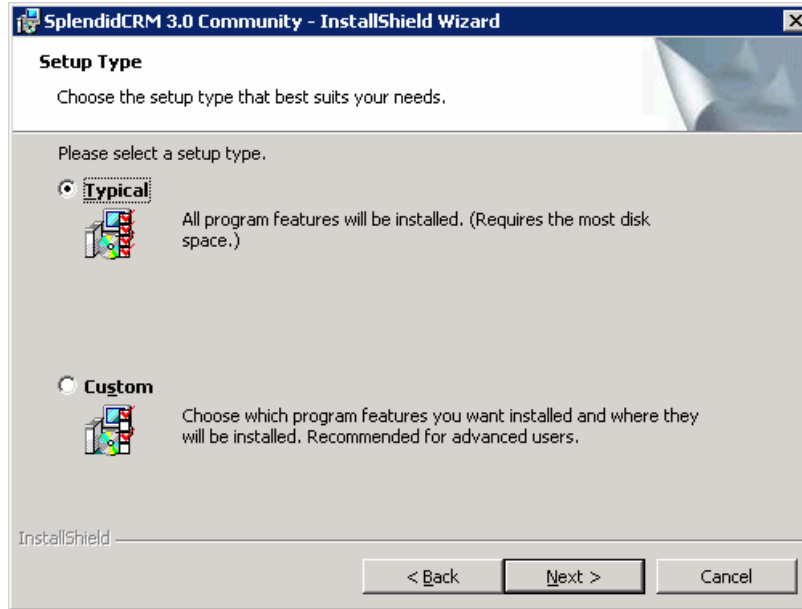 SplendidCRM 3.0 Community - InstallShield Wizard
Setup Type
Choose the setup type that best suits your needs.
Please select a setup type.
Typical
All program features will be installed. (Requires the most disk
space.)
Custom
Choose which program features you want installed and where they
will be installed. Recommended for advanced users.
InstallShield
< Back Next > Cancel